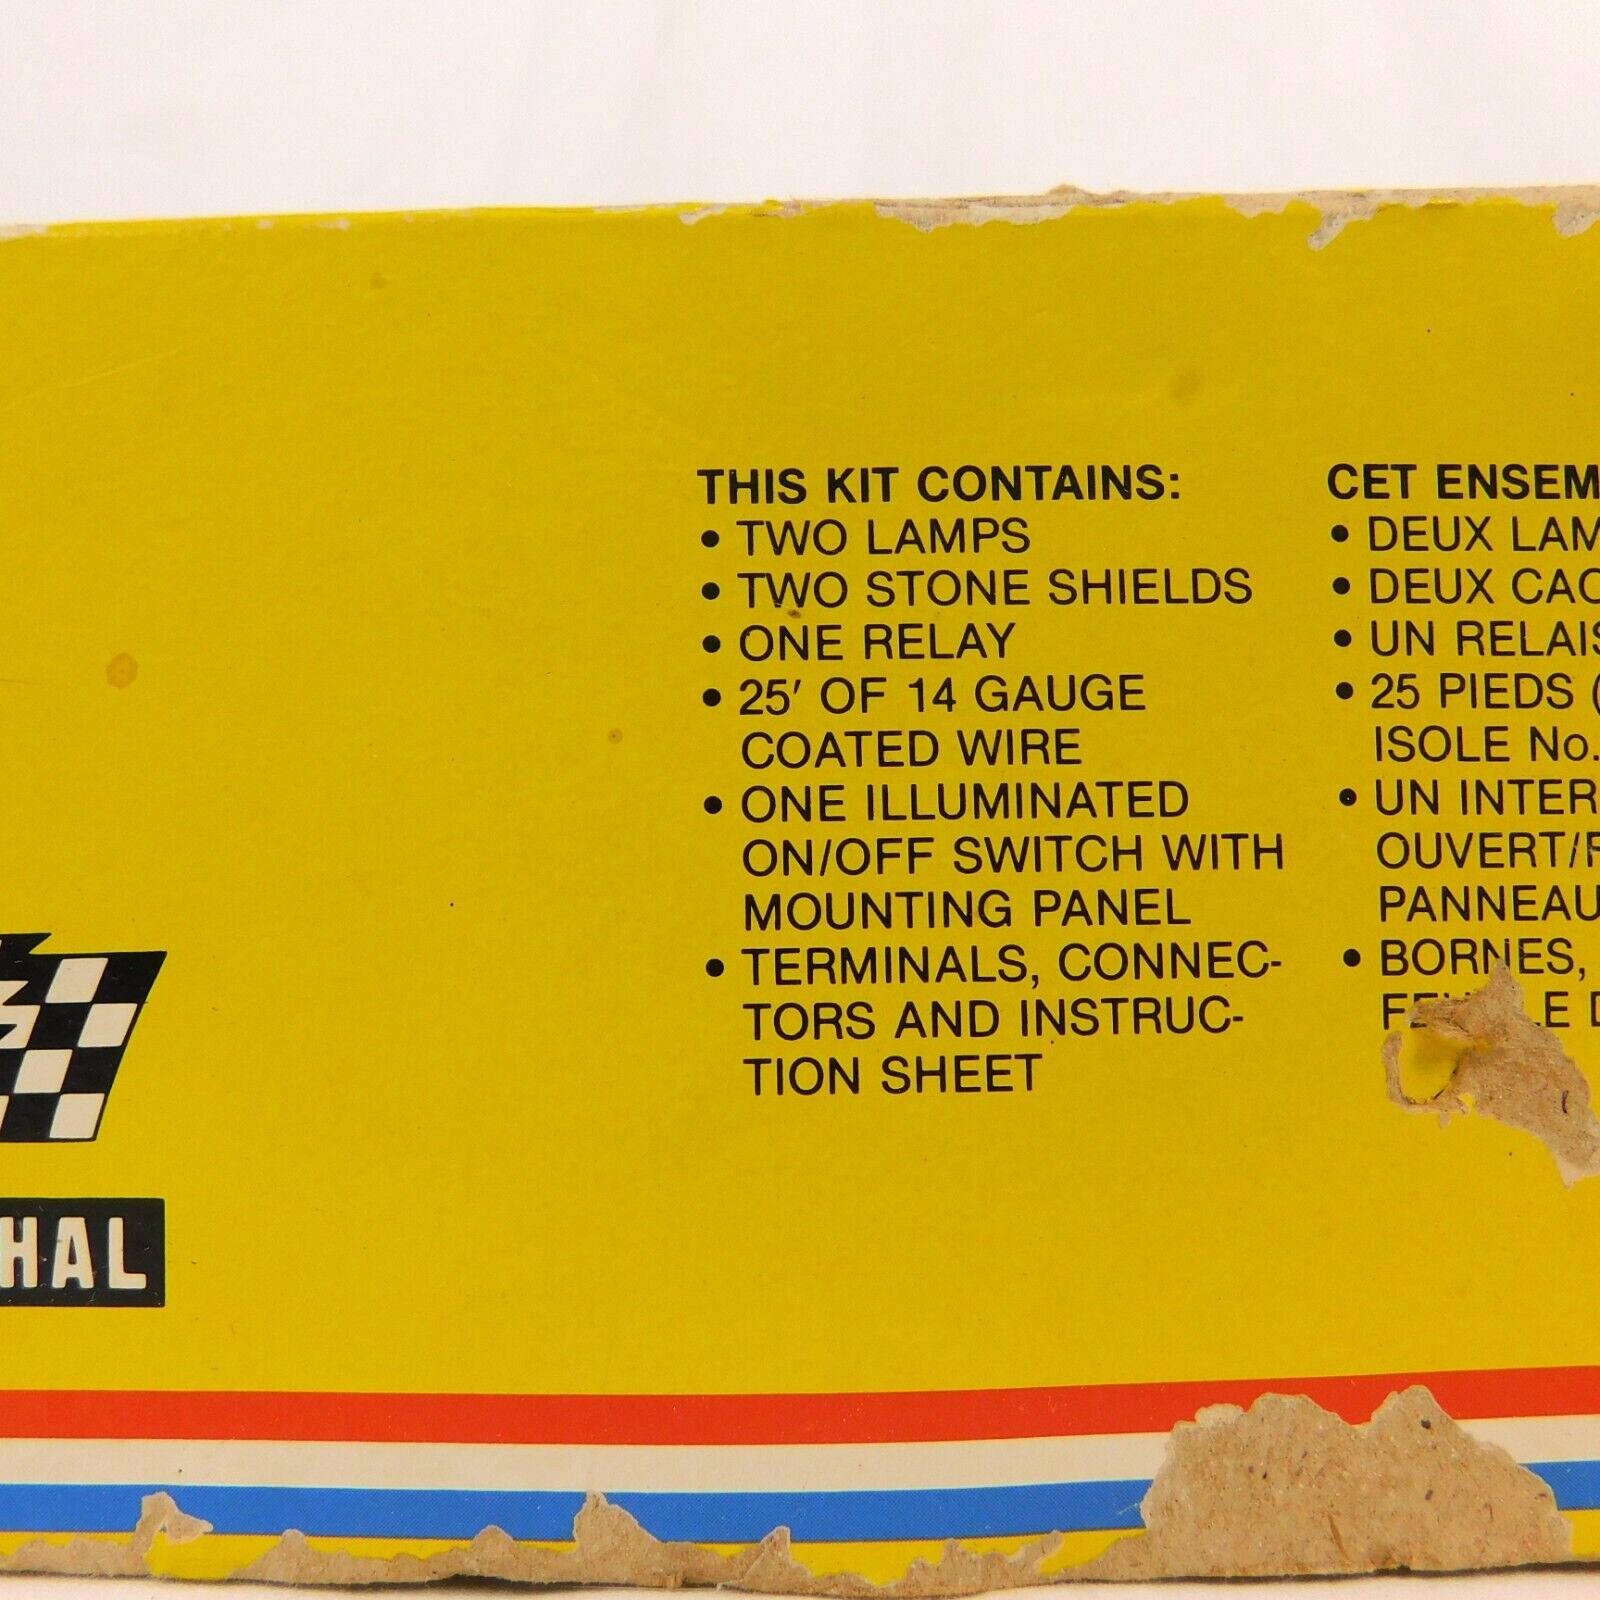 THIS KIT CONTAINS:
• TWO LAMPS
• TWO STONE SHIELDS
• ONE RELAY
• 25' OF 14 GAUGE
COATED WIRE
• ONE ILLUMINATED
ON/OFF SWITCH WITH
MOUNTING PANEL
• TERMINALS, CONNEC-
TORS AND INSTRUC-
TION SHEET
CET ENSEM
• DEUX LAM
• DEUX CAC
• UN RELAIS
• 25 PIEDS (
ISOLE No.
• UN INTER
OUVERT/F
PANNEAU
• BORNES,
HAL